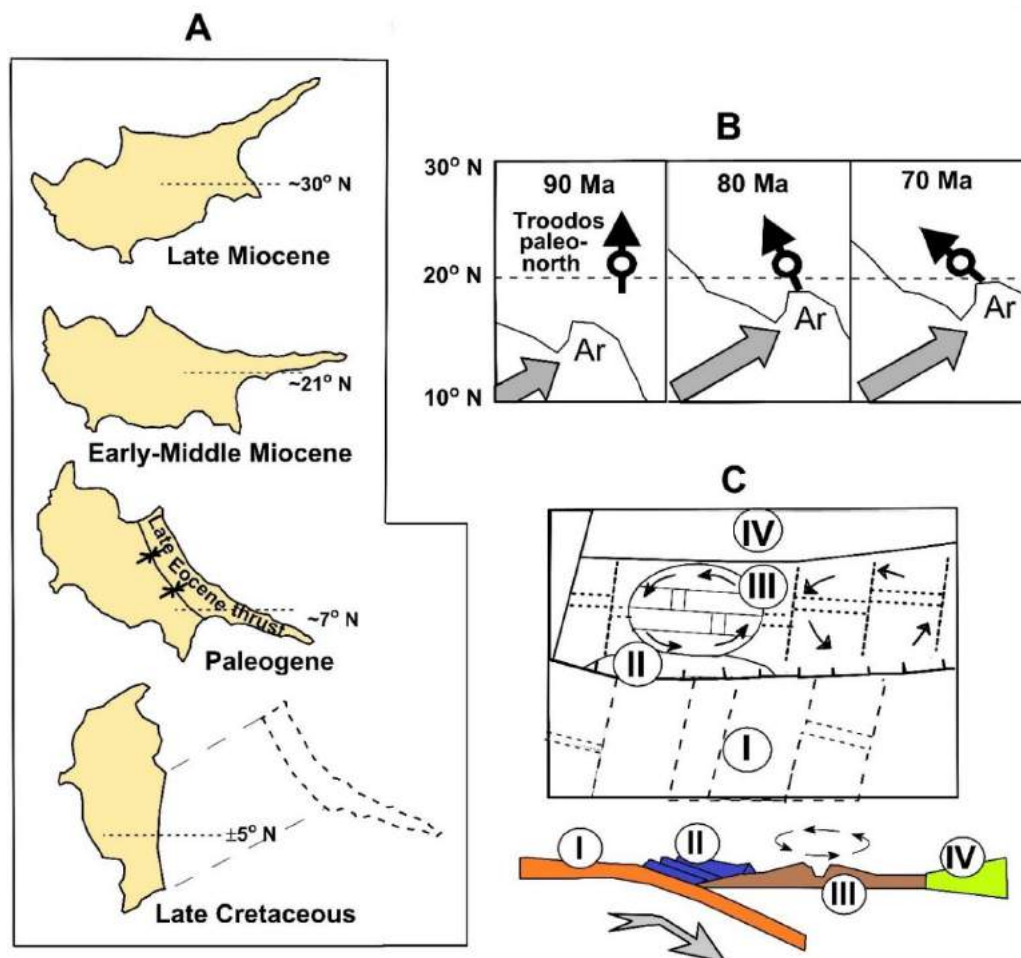 A
~30° N
Late Miocene
~21° N
Early-Middle Miocene
Late Eocene thrust
~7° N
Paleogene
±5° N
Late Cretaceous
B
30° N
20° N
10° N
90 Ma
Troodos
paleo-
north
Ar
80 Ma
Ar
70 Ma
Ar
C
IV
III
II
I
I
II
III
IV